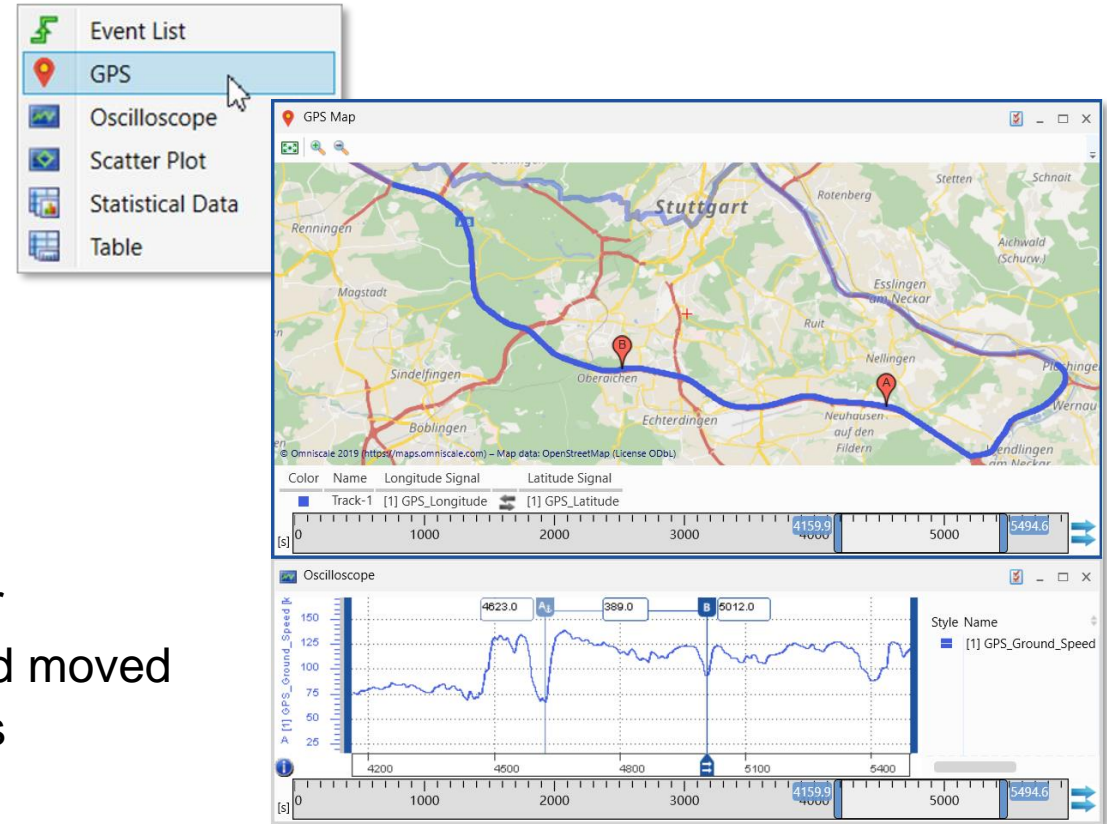 Event List
GPS
Oscilloscope
Scatter Plot
Statistical Data
Table
GPS Map
Stuttgart
Rotenberg
Stetten
Schnait
Renningen
Aichwald
(Schurw.)
Magstadt
Esslingen
am Neckar
Ruit
Nellingen
Sindelfingen
B
Oberaichen
A
Wernau
Echterdingen
Neuhausen
auf den
Fildern
Böblingen
© Omniscale 2019 (https://maps.omniscale.com) – Map data: OpenStreetMap (License ODbL)
Color Name Longitude Signal Latitude Signal
Track-1 [1] GPS_Longitude [1] GPS_Latitude
[s] 0 1000 2000 3000 4000 5000
4159.9 5494.6
d moved
s
Oscilloscope
A [1] GPS_Ground_Speed [k
150
125
100
75
50
25
4623.0 A 389.0 B 5012.0
Style Name
[1] GPS_Ground_Speed
4200 4500 4800 5100 5400
[s] 0 1000 2000 3000 4000 5000
4159.9 5494.6